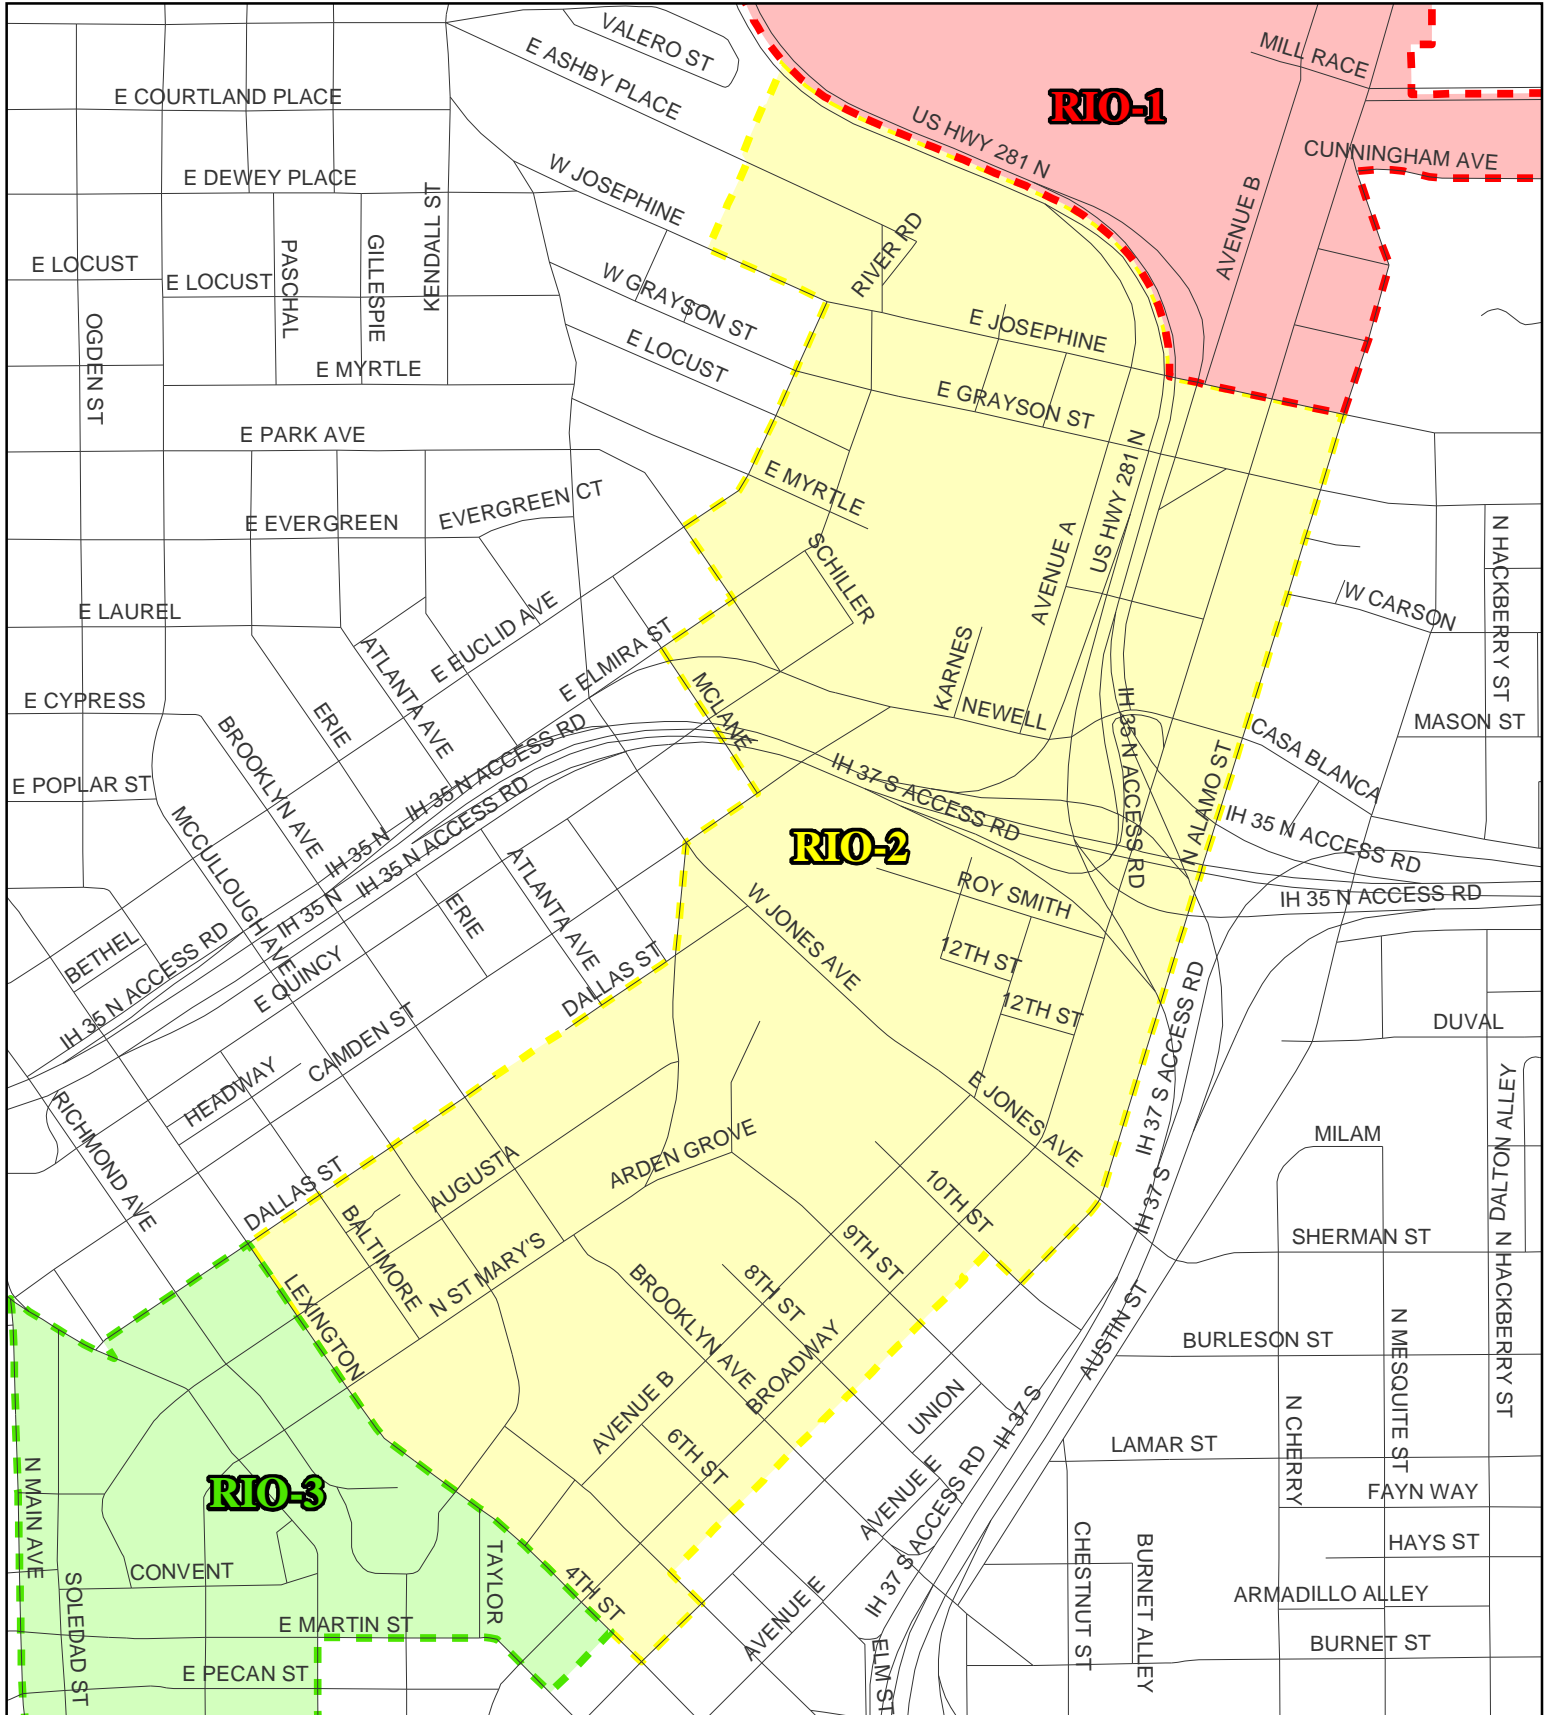 VALERO ST
E ASHBY PLACE
MILL RACE
E COURTLAND PLACE
RIO-1
US HWY 281 N
CUNNINGHAM AVE
W JOSEPHINE
E DEWEY PLACE
KENDALL ST
AVENUE B
RIVER RD
PASCHAL
GILLESPIE
E LOCUST
E LOCUST
W GRAYSON ST
E JOSEPHINE
OGDEN ST
E LOCUST
E MYRTLE
E GRAYSON ST
E PARK AVE
US HWY 281 N
E MYRTLE
EVERGREEN CT
E EVERGREEN
N HACKBERRY ST
SCHILLER
AVENUE A
W CARSON
E LAUREL
E EUCLID AVE
ATLANTA AVE
E ELMIRA ST
KARNES
MCLANE
E CYPRESS
ERIE
NEWELL
IH 35 N ACCESS RD
MASON ST
BROOKLYN AVE
CASA BLANCA
IH 35 N ACCESS RD
N ALAMO ST
E POPLAR ST
IH 37 S ACCESS RD
IH 35 N ACCESS RD
MCCULLOUGH AVE
RIO-2
IH 35 N ACCESS RD
IH 35 N
ATLANTA AVE
ROY SMITH
IH 35 N ACCESS RD
IH 35 N
ERIE
W JONES AVE
BETHEL
12TH ST
DALLAS ST
E QUINCY
IH 35 N ACCESS RD
12TH ST
IH 37 S ACCESS RD
DUVAL
CAMDEN ST
HEADWAY
RICHMOND AVE
E JONES AVE
N DALTON ALLEY
MILAM
ARDEN GROVE
AUGUSTA
DALLAS ST
10TH ST
IH 37 S
BALTIMORE
9TH ST
SHERMAN ST
N ST MARY'S
LEXINGTON
8TH ST
BROOKLYN AVE
N HACKBERRY ST
AUSTIN ST
BURLESON ST
N MESQUITE ST
BROADWAY
AVENUE B
UNION
IH 37 S
N CHERRY
6TH ST
LAMAR ST
RIO-3
N MAIN AVE
AVENUE E
IH 37 S ACCESS RD
FAYN WAY
HAYS ST
CONVENT
TAYLOR
4TH ST
CHESTNUT ST
BURNET ALLEY
ARMADILLO ALLEY
SOLEDAD ST
E MARTIN ST
AVENUE E
BURNET ST
E PECAN ST
ELM ST